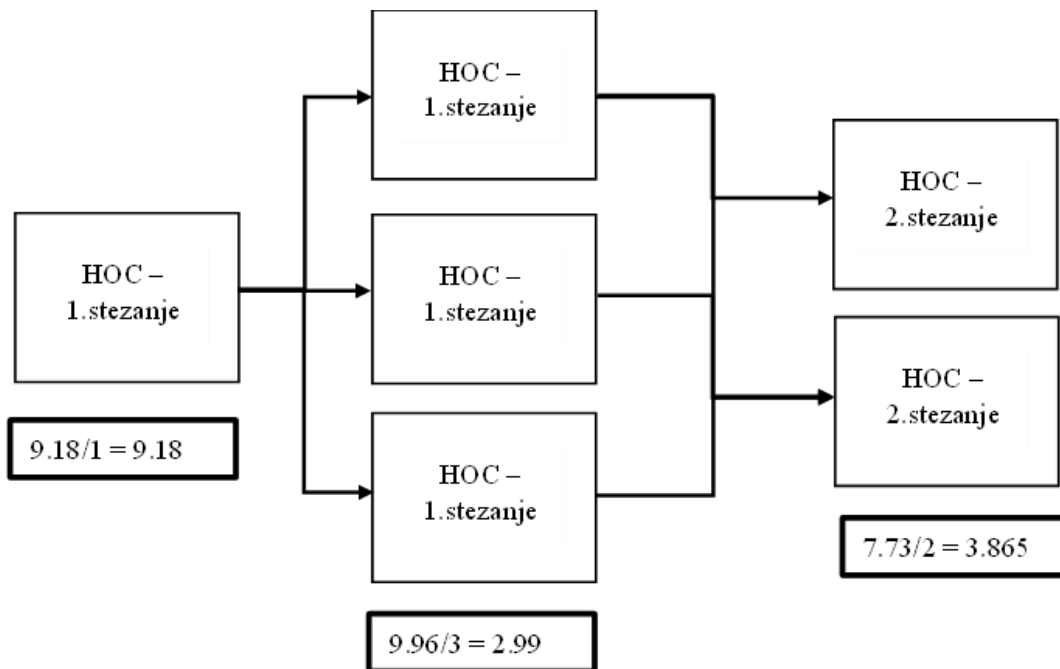 HOC –
1.stezanje
9.18/1 = 9.18
HOC –
1.stezanje
HOC –
1.stezanje
HOC –
1.stezanje
9.96/3 = 2.99
HOC –
2.stezanje
HOC –
2.stezanje
7.73/2 = 3.865